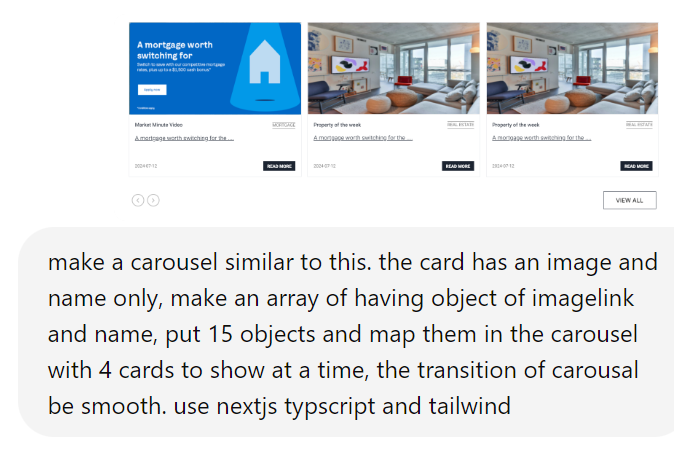 A mortgage worth
switching for
Switch to save with our competitive mortgage
rates, plus up to a $3,500 cash bonus*
Market Minute Video
MORTGAGE
A mortgage worth switching for the ....
2024-07-12
READ MORE
Property of the week
REAL ESTATE
A mortgage worth switching for the ....
2024-07-12
READ MORE
Property of the week
REAL ESTATE
A mortgage worth switching for the ....
2024-07-12
READ MORE
VIEW ALL
make a carousel similar to this. the card has an image and
name only, make an array of having object of imagelink
and name, put 15 objects and map them in the carousel
with 4 cards to show at a time, the transition of carousal
be smooth. use nextjs typscript and tailwind